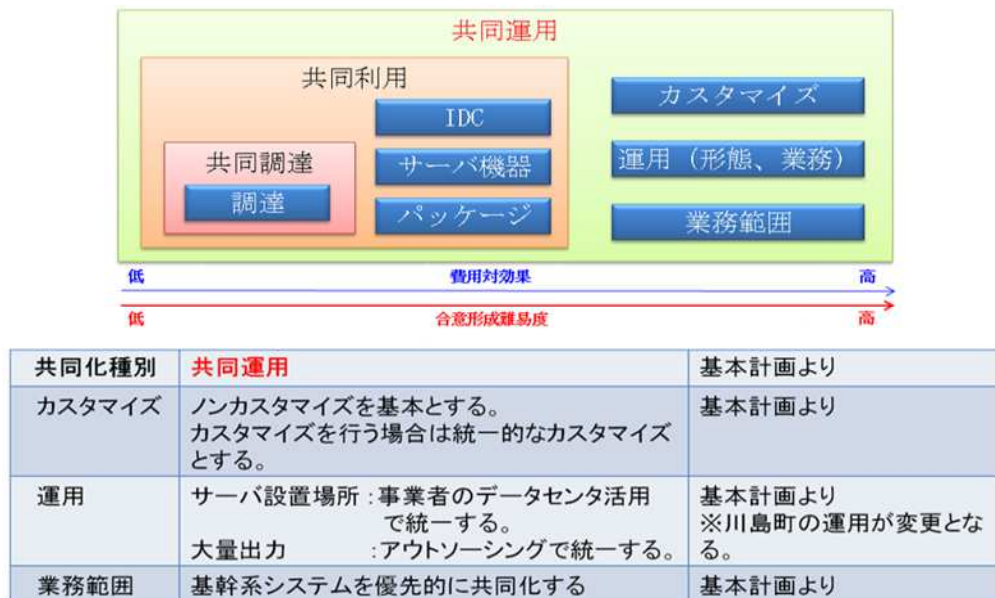 共同運用
共同利用
共同調達
調達
IDC
サーバ機器
パッケージ
カスタマイズ
運用（形態、業務）
業務範囲
低 費用対効果 高
低 合意形成難易度 高
共同化種別 共同運用 基本計画より
カスタマイズ ノンカスタマイズを基本とする。 基本計画より
カスタマイズを行う場合は統一的なカスタマイズ
とする。
運用 サーバ設置場所：事業者のデータセンタ活用 基本計画より
で統一する。 ※川島町の運用が変更とな
大量出力 ：アウトソーシングで統一する。 る。
業務範囲 基幹系システムを優先的に共同化する 基本計画より